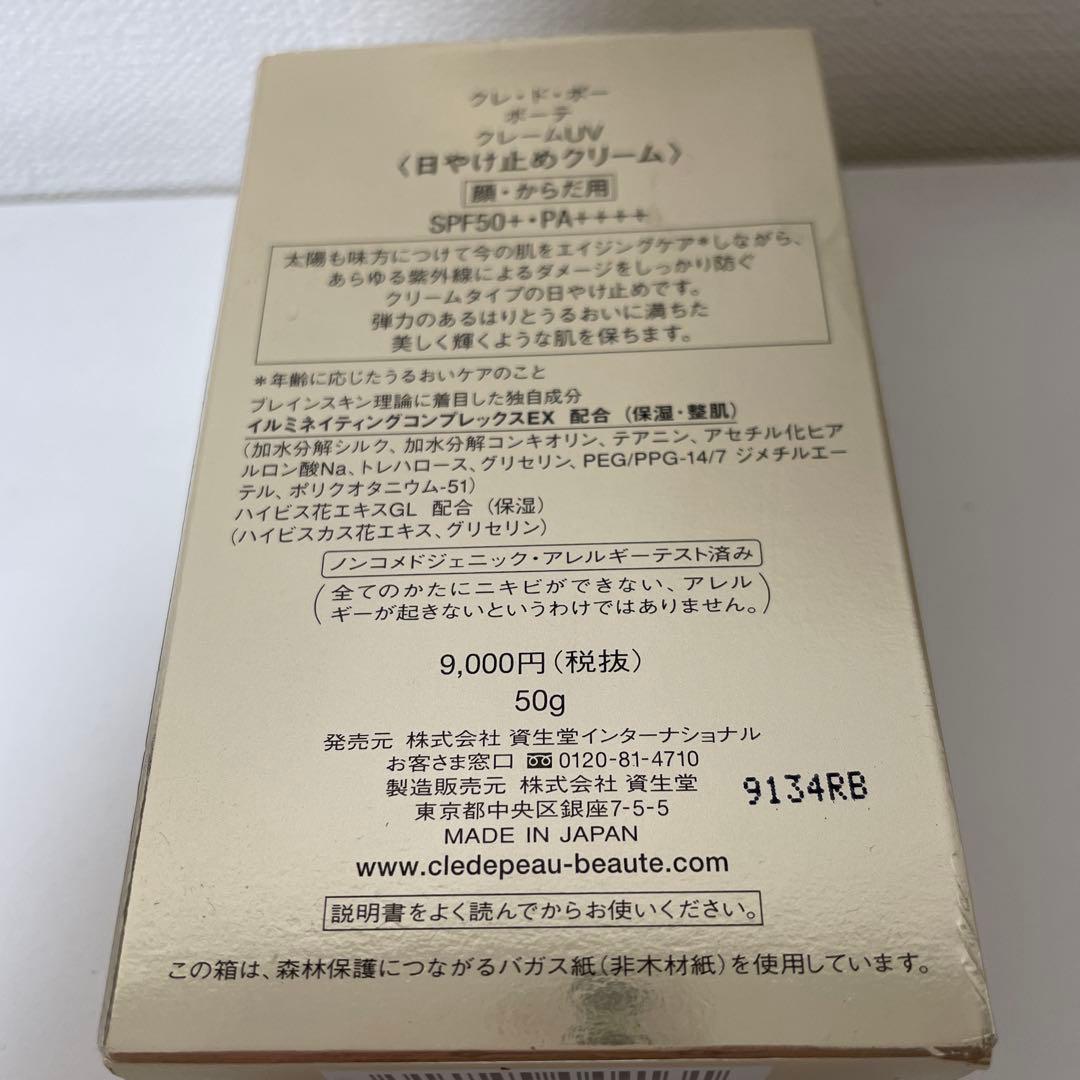 クレ・ド・ポー
ボーテ
クレームUV
〈日やけ止めクリーム〉
顔・からだ用
SPF50+・PA++++
太陽も味方につけて今の肌をエイジングケア*しながら、
あらゆる紫外線によるダメージをしっかり防ぐ
クリームタイプの日やけ止めです。
弾力のあるはりとうるおいに満ちた
美しく輝くような肌を保ちます。
*年齢に応じたうるおいケアのこと
ブレインスキン理論に着目した独自成分
イルミネイティングコンプレックスEX 配合 (保湿・整肌)
(加水分解シルク、加水分解コンキオリン、テアニン、アセチル化ヒア
ルロン酸Na、トレハロース、グリセリン、PEG/PPG-14/7 ジメチルエー
テル、ポリクオタニウム-51)
ハイビス花エキスGL 配合 (保湿)
(ハイビスカス花エキス、グリセリン)
ノンコメドジェニック・アレルギーテスト済み
(全てのかたにニキビができない、アレル
ギーが起きないというわけではありません。)
9,000円(税抜)
50g
発売元 株式会社 資生堂インターナショナル
お客さま窓口 0120-81-4710
製造販売元 株式会社 資生堂
東京都中央区銀座7-5-5
9134RB
MADE IN JAPAN
www.cledepeau-beaute.com
説明書をよく読んでからお使いください。
この箱は、森林保護につながるバガス紙(非木材紙)を使用しています。